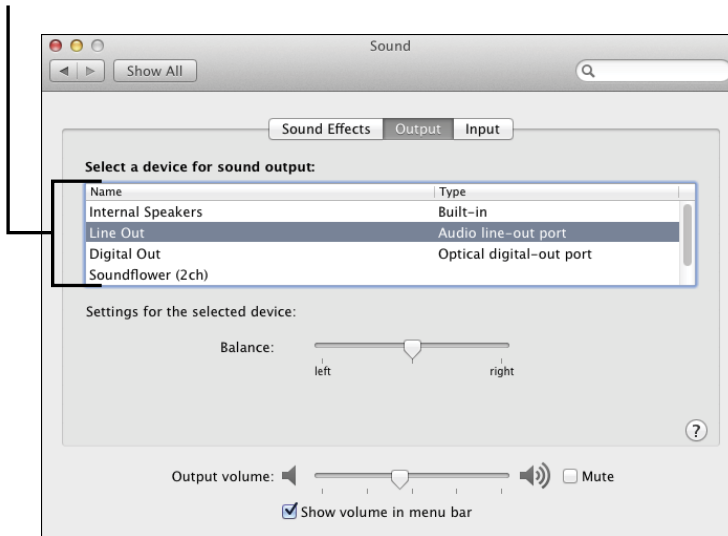 Sound
Show All
Sound Effects Output Input
Select a device for sound output:
Name Type
Internal Speakers Built-in
Line Out Audio line-out port
Digital Out Optical digital-out port
Soundflower (2ch)
Settings for the selected device:
Balance:
left right
?
Output volume: Mute
Show volume in menu bar